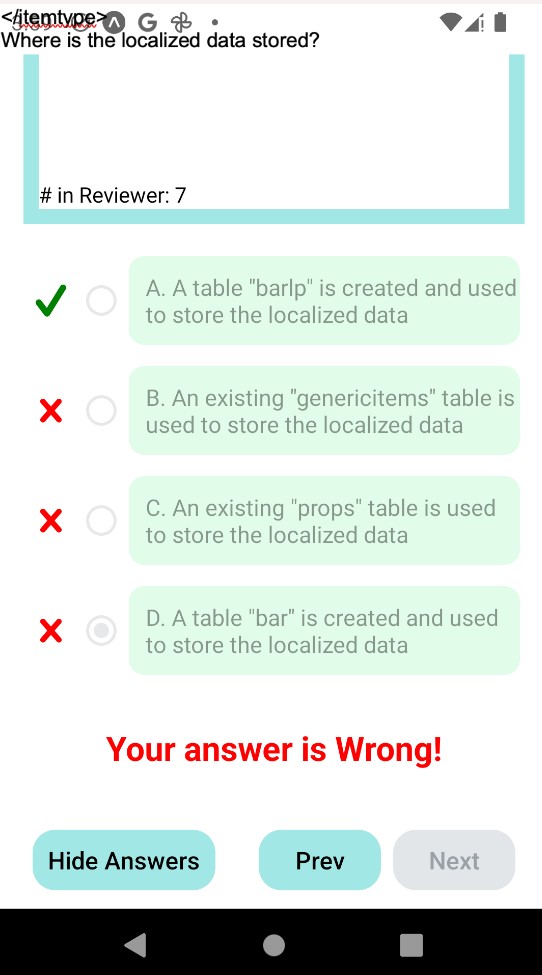 </itemtype>
Where is the localized data stored?
# in Reviewer: 7
A. A table "barlp" is created and used
to store the localized data
B. An existing "genericitems" table is
used to store the localized data
C. An existing "props" table is used
to store the localized data
D. A table "bar" is created and used
to store the localized data
Your answer is Wrong!
Hide Answers
Prev
Next